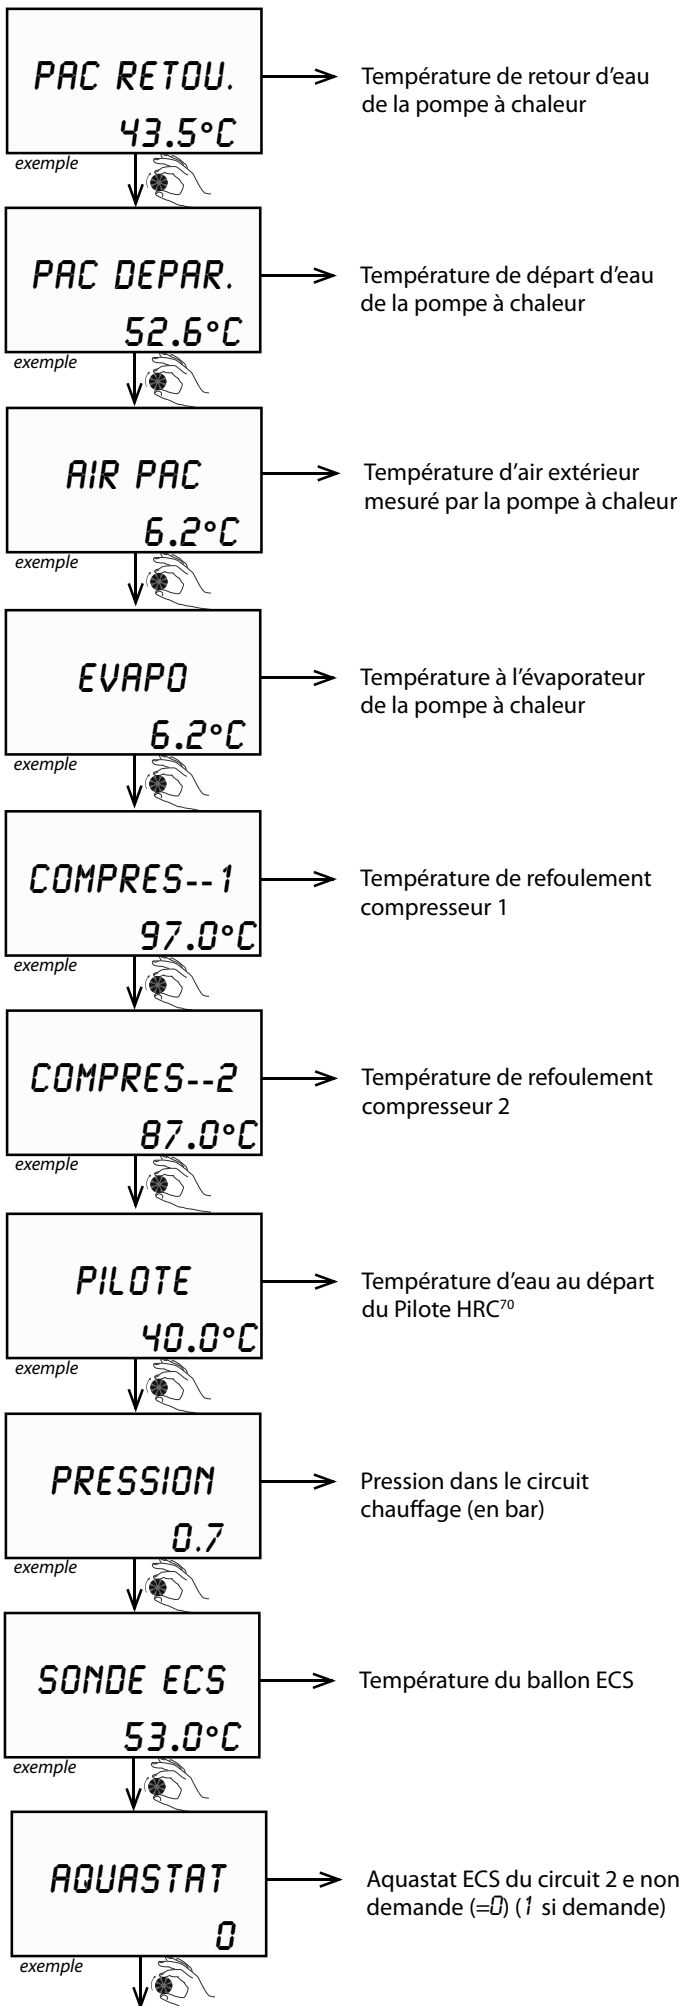 PAC RETOU.
43.5°C
exemple
Température de retour d'eau
de la pompe à chaleur
PAC DEPAR.
52.6°C
exemple
Température de départ d'eau
de la pompe à chaleur
AIR PAC
6.2°C
exemple
Température d'air extérieur
mesuré par la pompe à chaleur
EVAPO
6.2°C
exemple
Température à l'évaporateur
de la pompe à chaleur
COMPRES--1
97.0°C
exemple
Température de refoulement
compresseur 1
COMPRES--2
87.0°C
exemple
Température de refoulement
compresseur 2
PILOTE
40.0°C
exemple
Température d'eau au départ
du Pilote HRC⁷⁰
PRESSION
0.7
exemple
Pression dans le circuit
chauffage (en bar)
SONDE ECS
53.0°C
exemple
Température du ballon ECS
AQUASTAT
0
exemple
Aquastat ECS du circuit 2 e non
demande (=0) (1 si demande)